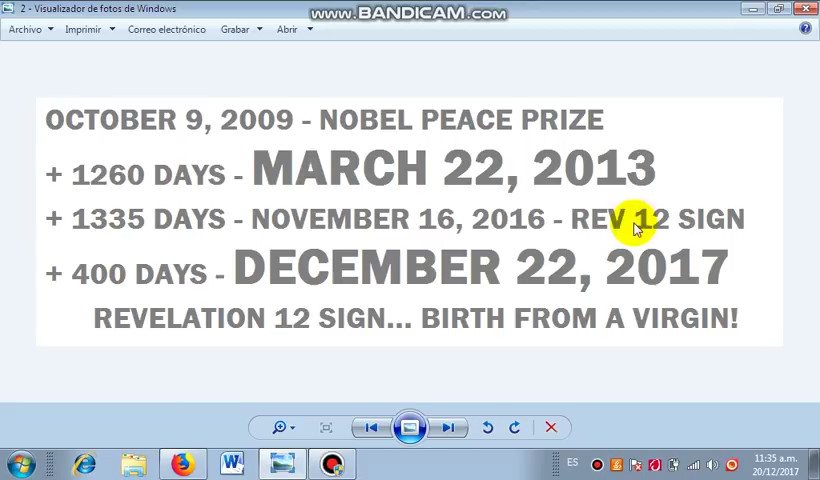 2 - Visualizador de fotos de Windows
WWW.BANDICAM.COM
Archivo Imprimir Correo electrónico Grabar Abrir
OCTOBER 9, 2009 - NOBEL PEACE PRIZE
+ 1260 DAYS - MARCH 22, 2013
+ 1335 DAYS - NOVEMBER 16, 2016 - REV 12 SIGN
+ 400 DAYS - DECEMBER 22, 2017
REVELATION 12 SIGN... BIRTH FROM A VIRGIN!
ES
11:35 a.m.
20/12/2017